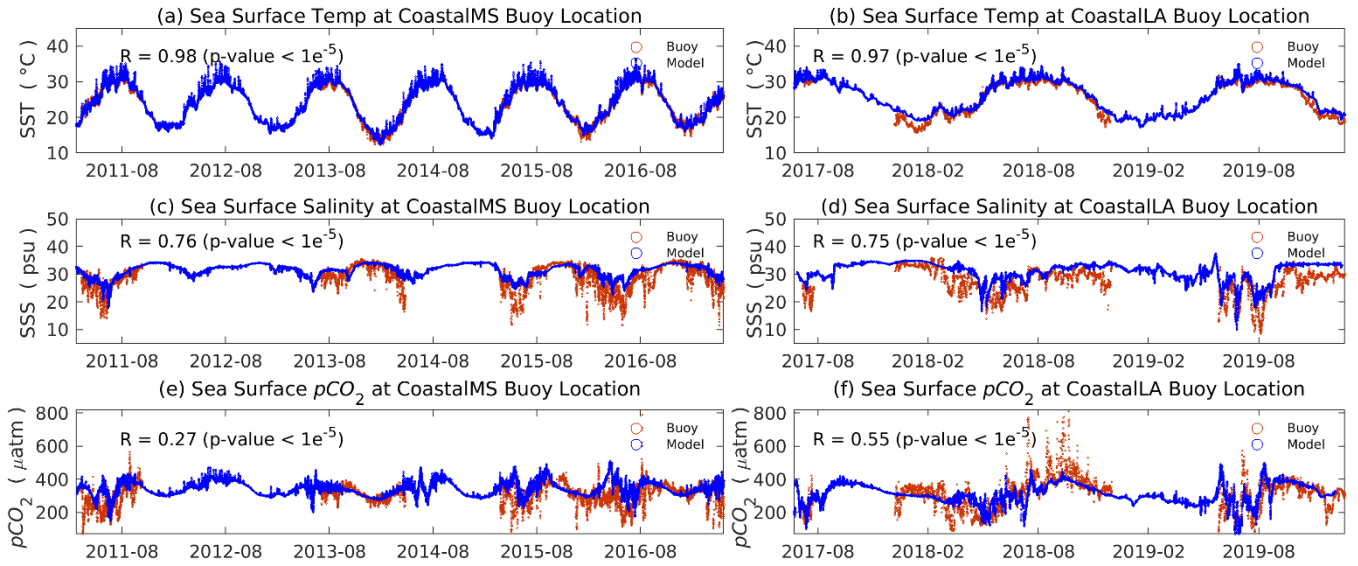 (a) Sea Surface Temp at CoastalMS Buoy Location
R = 0.98 (p-value < 1e⁻⁵)
Buoy
Model
SST ( °C )
40
30
20
10
2011-08 2012-08 2013-08 2014-08 2015-08 2016-08
(b) Sea Surface Temp at CoastalLA Buoy Location
R = 0.97 (p-value < 1e⁻⁵)
Buoy
Model
SST ( °C )
40
30
20
10
2017-08 2018-02 2018-08 2019-02 2019-08
(c) Sea Surface Salinity at CoastalMS Buoy Location
R = 0.76 (p-value < 1e⁻⁵)
Buoy
Model
SSS ( psu )
50
40
30
20
10
2011-08 2012-08 2013-08 2014-08 2015-08 2016-08
(d) Sea Surface Salinity at CoastalLA Buoy Location
R = 0.75 (p-value < 1e⁻⁵)
Buoy
Model
SSS ( psu )
50
40
30
20
10
2017-08 2018-02 2018-08 2019-02 2019-08
(e) Sea Surface pCO₂ at CoastalMS Buoy Location
R = 0.27 (p-value < 1e⁻⁵)
Buoy
Model
pCO₂ ( μatm )
800
600
400
200
2011-08 2012-08 2013-08 2014-08 2015-08 2016-08
(f) Sea Surface pCO₂ at CoastalLA Buoy Location
R = 0.55 (p-value < 1e⁻⁵)
Buoy
Model
pCO₂ ( μatm )
800
600
400
200
2017-08 2018-02 2018-08 2019-02 2019-08